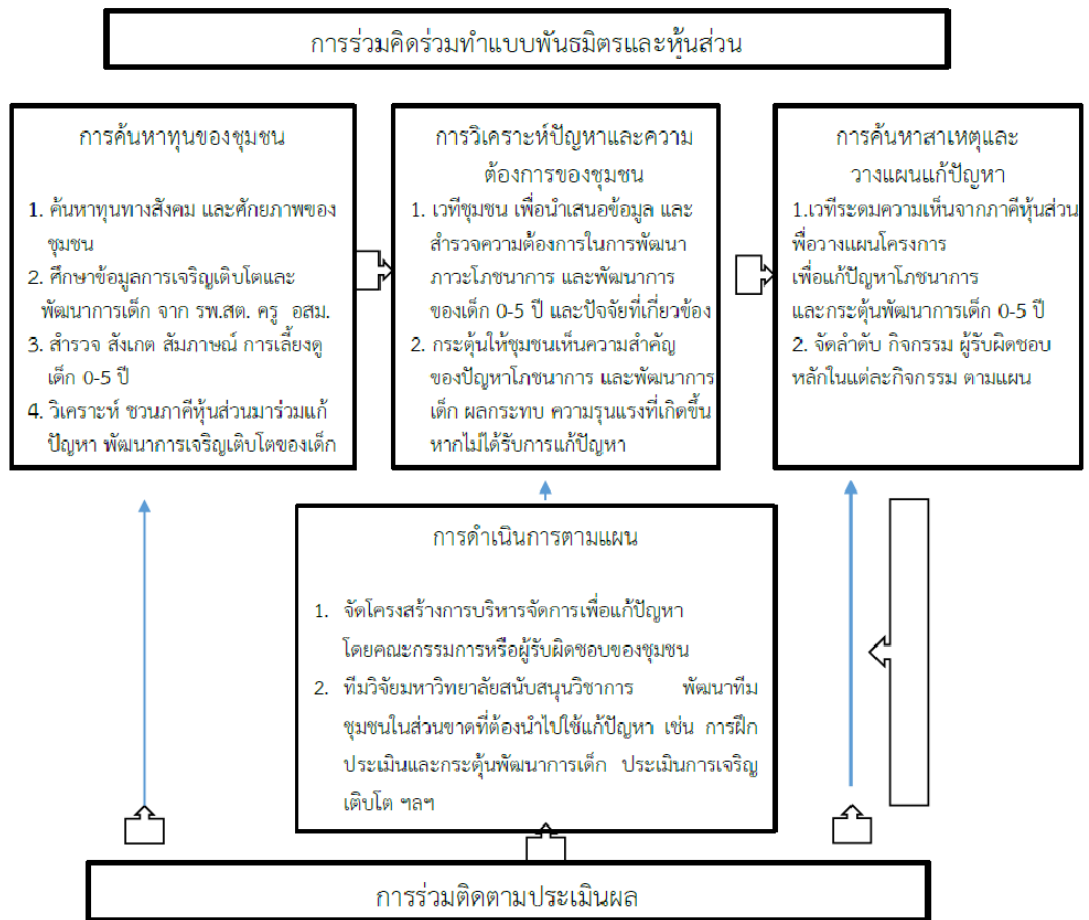 การร่วมคิดร่วมทำแบบพันธมิตรและหุ้นส่วน
การค้นหาทุนของชุมชน
1. ค้นหาทุนทางสังคม และศักยภาพของ
ชุมชน
2. ศึกษาข้อมูลการเจริญเติบโตและ
พัฒนาการเด็ก จาก รพ.สต. ครู อสม.
3. สำรวจ สังเกต สัมภาษณ์ การเลี้ยงดู
เด็ก 0-5 ปี
4. วิเคราะห์ ชวนภาคีหุ้นส่วนมาร่วมแก้
ปัญหา พัฒนาการเจริญเติบโตของเด็ก
การวิเคราะห์ปัญหาและความ
ต้องการของชุมชน
1. เวทีชุมชน เพื่อนำเสนอข้อมูล และ
สำรวจความต้องการในการพัฒนา
ภาวะโภชนาการ และพัฒนาการ
ของเด็ก 0-5 ปี และปัจจัยที่เกี่ยวข้อง
2. กระตุ้นให้ชุมชนเห็นความสำคัญ
ของปัญหาโภชนาการ และพัฒนาการ
เด็ก ผลกระทบ ความรุนแรงที่เกิดขึ้น
หากไม่ได้รับการแก้ปัญหา
การค้นหาสาเหตุและ
วางแผนแก้ปัญหา
1.เวทีระดมความเห็นจากภาคีหุ้นส่วน
พื่อวางแผนโครงการ
เพื่อแก้ปัญหาโภชนาการ
และกระตุ้นพัฒนาการเด็ก 0-5 ปี
2. จัดลำดับ กิจกรรม ผู้รับผิดชอบ
หลักในแต่ละกิจกรรม ตามแผน
การดำเนินการตามแผน
1. จัดโครงสร้างการบริหารจัดการเพื่อแก้ปัญหา
โดยคณะกรรมการหรือผู้รับผิดชอบของชุมชน
2. ทีมวิจัยมหาวิทยาลัยสนับสนุนวิชาการ พัฒนาทีม
ชุมชนในส่วนขาดที่ต้องนำไปใช้แก้ปัญหา เช่น การฝึก
ประเมินและกระตุ้นพัฒนาการเด็ก ประเมินการเจริญ
เติบโต ฯลฯ
การร่วมติดตามประเมินผล